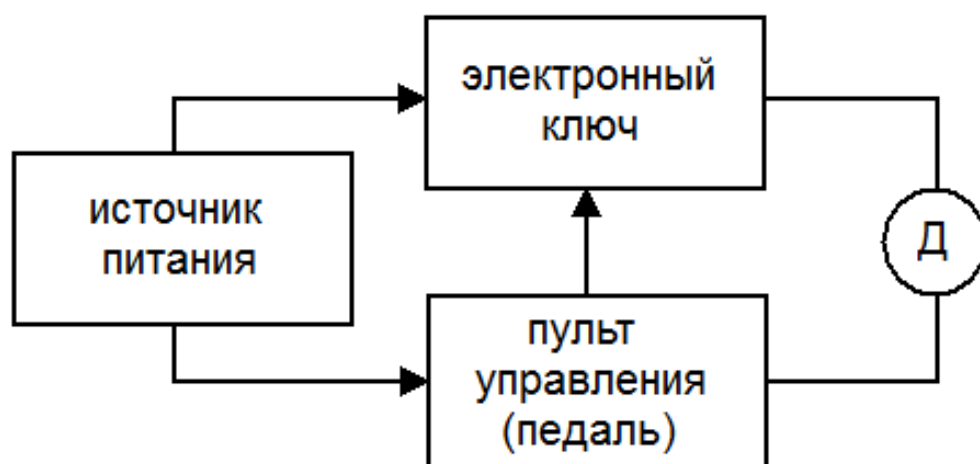 электронный
ключ
источник
питания
Д
пульт
управления
(педаль)